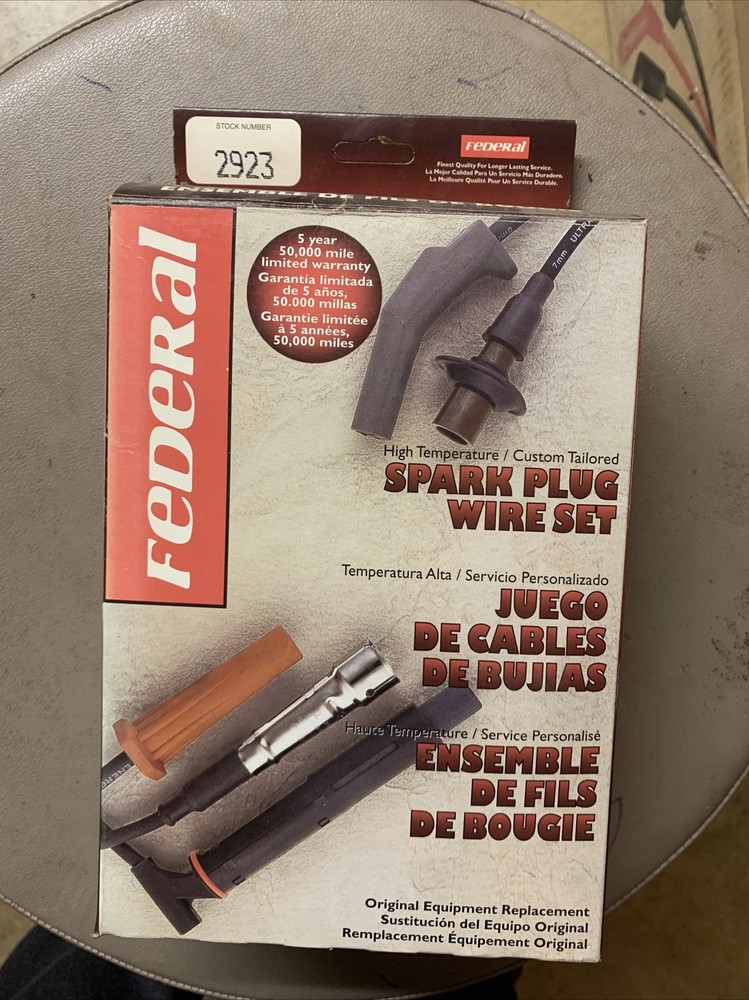 STOCK NUMBER
2923
FEDERAL
Finest Quality For Longer Lasting Service.
La Mejor Calidad Para Un Servicio Más Duradero.
La Meilleure Qualité Pour Un Service Durable.
ENSEMBLE DE FILS DE
FEDERAL
5 year
50,000 mile
limited warranty
Garantía limitada
de 5 años,
50.000 millas
Garantie limitée
à 5 années,
50,000 miles
7mm ULTRA
High Temperature / Custom Tailored
SPARK PLUG
WIRE SET
Temperatura Alta / Servicio Personalizado
JUEGO
DE CABLES
DE BUJIAS
Haute Temperature / Service Personalisé
ENSEMBLE
DE FILS
DE BOUGIE
Original Equipment Replacement
Sustitución del Equipo Original
Remplacement Équipement Original